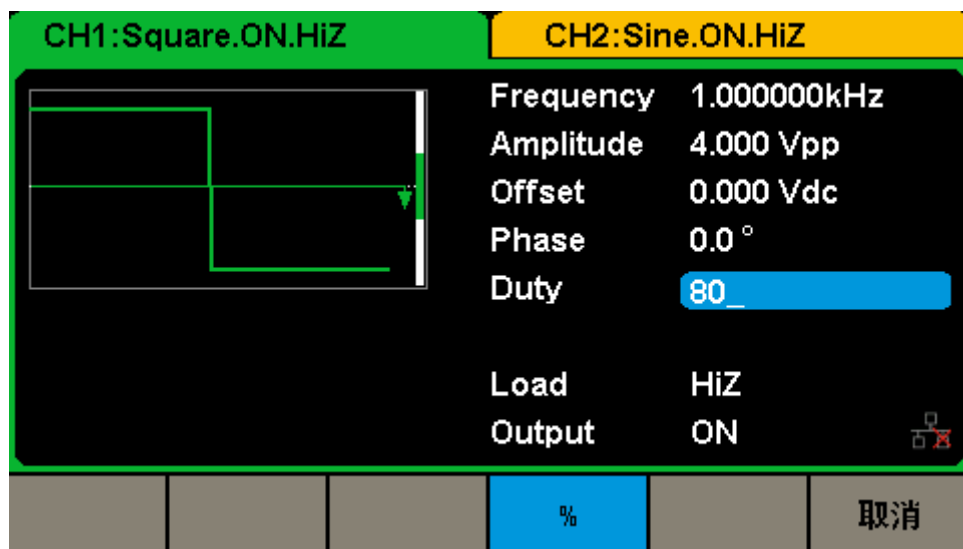 CH1:Square.ON.HiZ CH2:Sine.ON.HiZ
Frequency 1.000000kHz
Amplitude 4.000 Vpp
Offset 0.000 Vdc
Phase 0.0 °
Duty 80_
Load HiZ
Output ON
% 取消